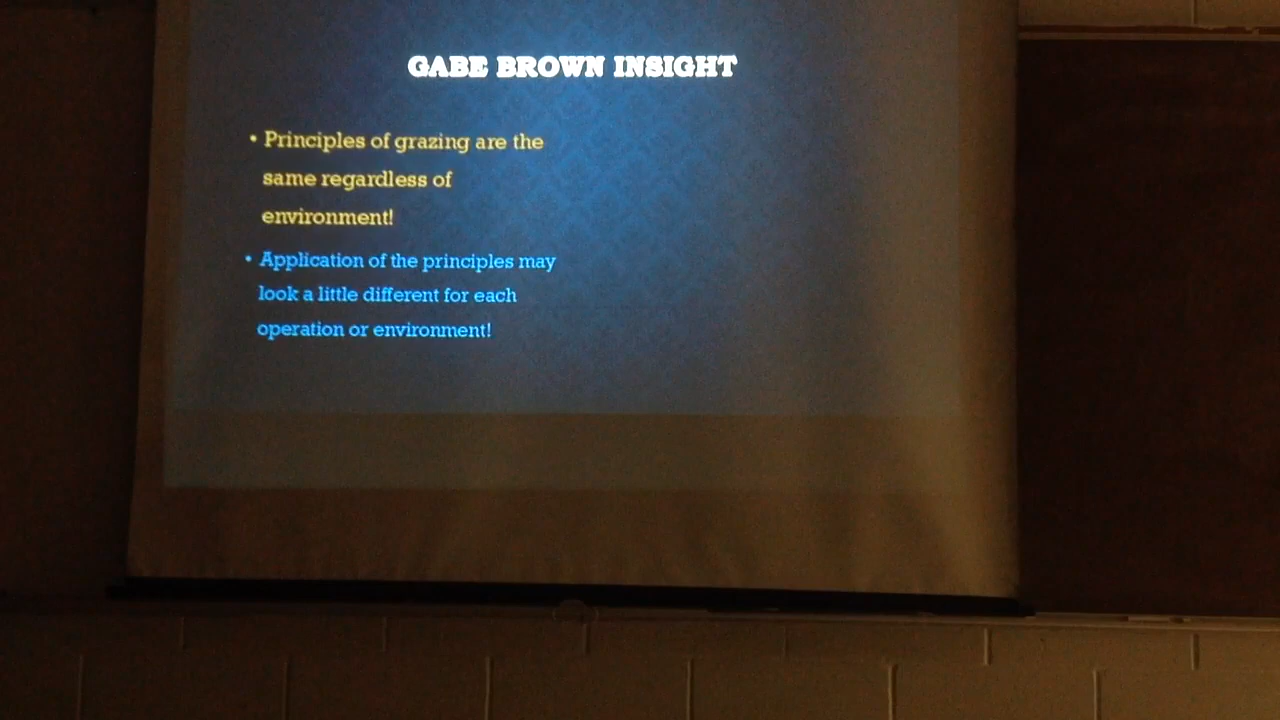 GABE BROWN INSIGHT
• Principles of grazing are the
same regardless of
environment!
• Application of the principles may
look a little different for each
operation or environment!